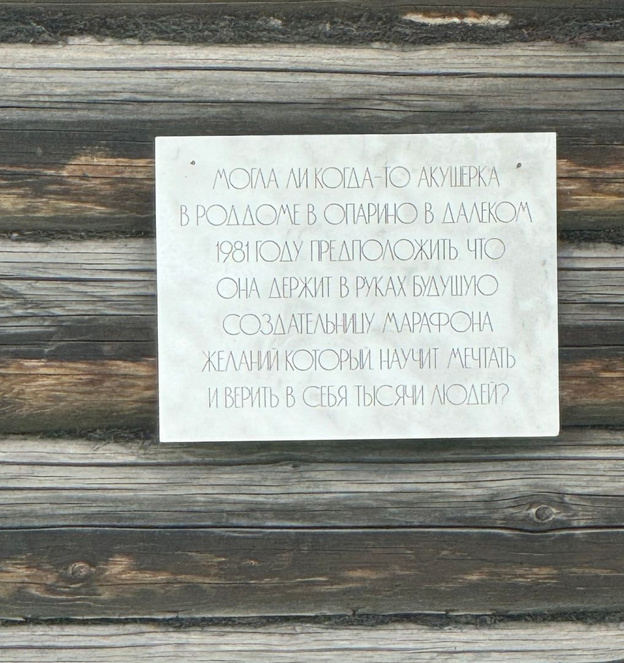 МОГЛА ЛИ КОГДА-ТО АКУШЕРКА
В РОДДОМЕ В ОПАРИНО В ДАЛЕКОМ
1981 ГОДУ ПРЕДПОЛОЖИТЬ, ЧТО
ОНА ДЕРЖИТ В РУКАХ БУДУЩУЮ
СОЗДАТЕЛЬНИЦУ МАРАФОНА
ЖЕЛАНИЙ КОТОРЫЙ, НАУЧИТ МЕЧТАТЬ
И ВЕРИТЬ В СЕБЯ ТЫСЯЧИ ЛЮДЕЙ?